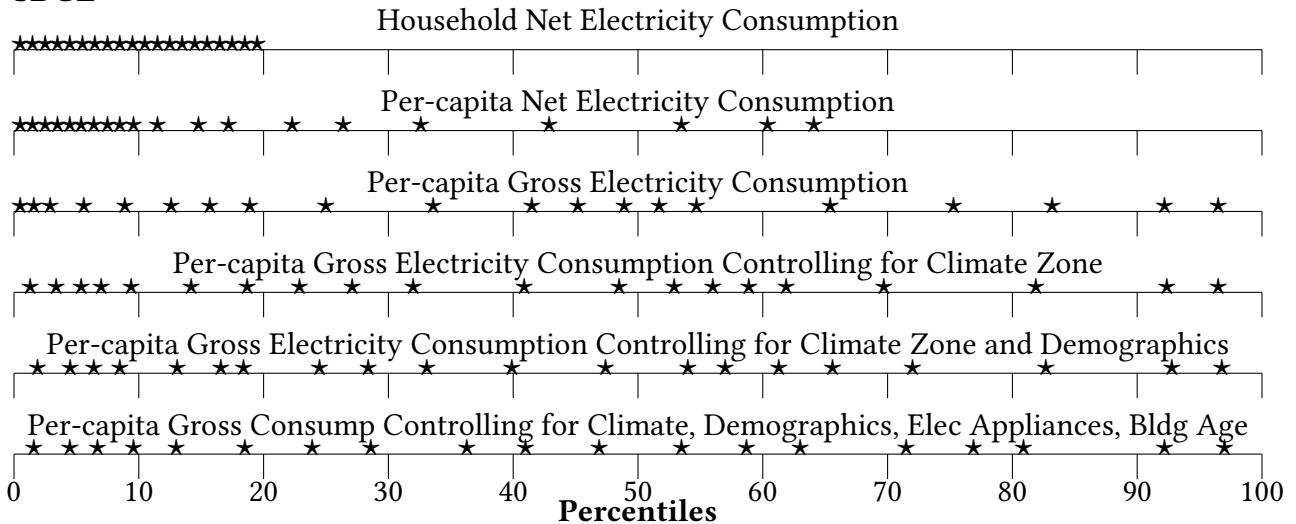 Household Net Electricity Consumption
Per-capita Net Electricity Consumption
Per-capita Gross Electricity Consumption
Per-capita Gross Electricity Consumption Controlling for Climate Zone
Per-capita Gross Electricity Consumption Controlling for Climate Zone and Demographics
Per-capita Gross Consump Controlling for Climate, Demographics, Elec Appliances, Bldg Age
0 10 20 30 40 50 60 70 80 90 100
Percentiles